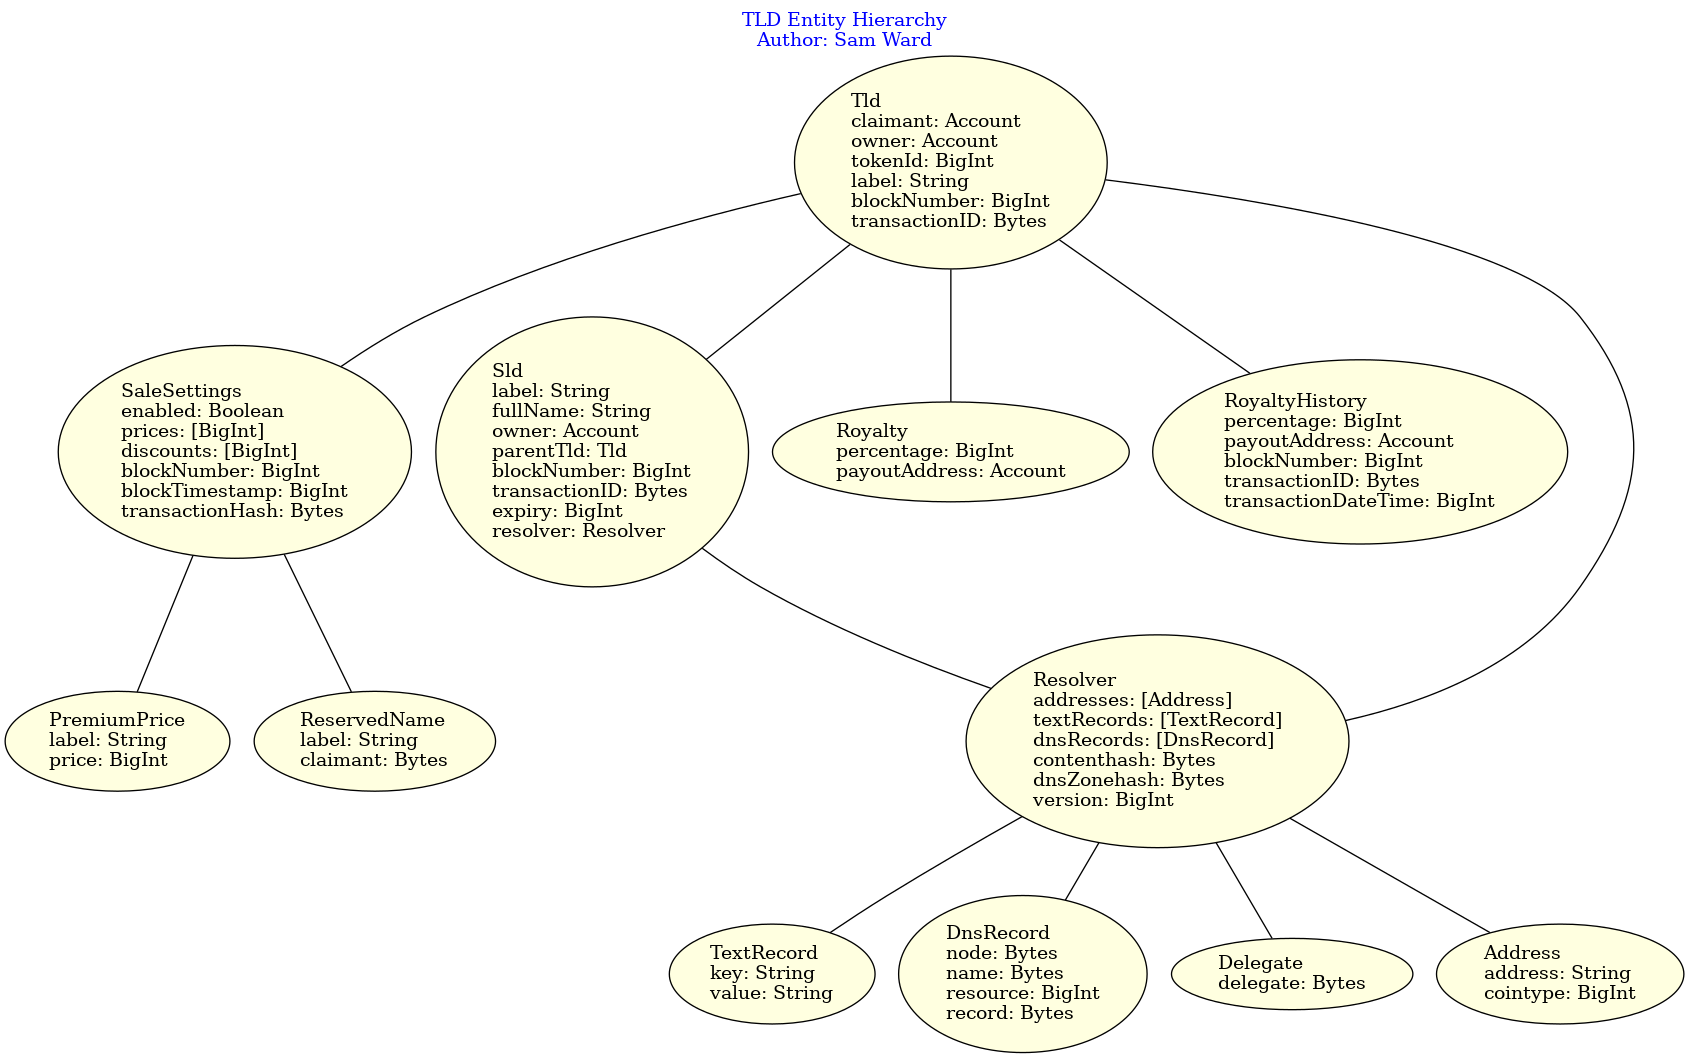 TLD Entity Hierarchy
Author: Sam Ward
Tld
claimant: Account
owner: Account
tokenId: BigInt
label: String
blockNumber: BigInt
transactionID: Bytes
SaleSettings
enabled: Boolean
prices: [BigInt]
discounts: [BigInt]
blockNumber: BigInt
blockTimestamp: BigInt
transactionHash: Bytes
Sld
label: String
fullName: String
owner: Account
parentTld: Tld
blockNumber: BigInt
transactionID: Bytes
expiry: BigInt
resolver: Resolver
Royalty
percentage: BigInt
payoutAddress: Account
RoyaltyHistory
percentage: BigInt
payoutAddress: Account
blockNumber: BigInt
transactionID: Bytes
transactionDateTime: BigInt
PremiumPrice
label: String
price: BigInt
ReservedName
label: String
claimant: Bytes
Resolver
addresses: [Address]
textRecords: [TextRecord]
dnsRecords: [DnsRecord]
contenthash: Bytes
dnsZonehash: Bytes
version: BigInt
TextRecord
key: String
value: String
DnsRecord
node: Bytes
name: Bytes
resource: BigInt
record: Bytes
Delegate
delegate: Bytes
Address
address: String
cointype: BigInt